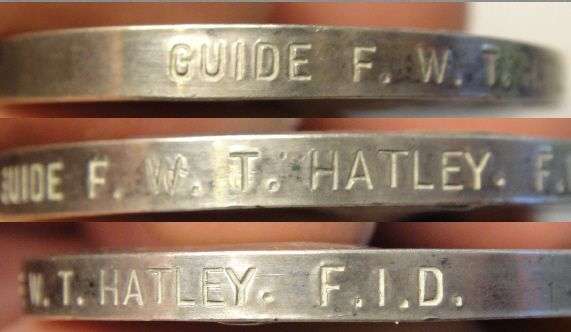 GUIDE F. W. T.
GUIDE F. W. T. HATLEY. F.
W. T. HATLEY. F.I.D.